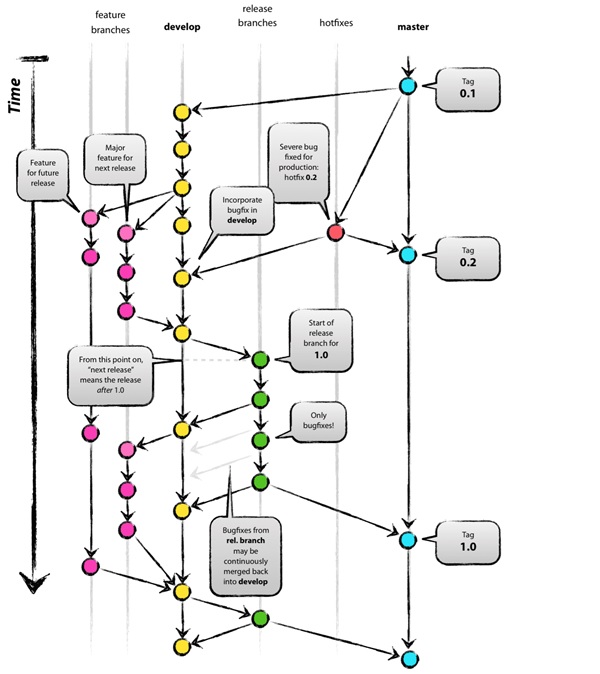 feature
branches
develop
release
branches
hotfixes
master
Time
Tag
0.1
Major
feature for
next release
Severe bug
fixed for
production:
hotfix 0.2
Feature
for future
release
Incorporate
bugfix in
develop
Tag
0.2
Start of
release
branch for
1.0
From this point on,
“next release”
means the release
after 1.0
Only
bugfixes!
Bugfixes from
rel. branch
may be
continuously
merged back
into develop
Tag
1.0